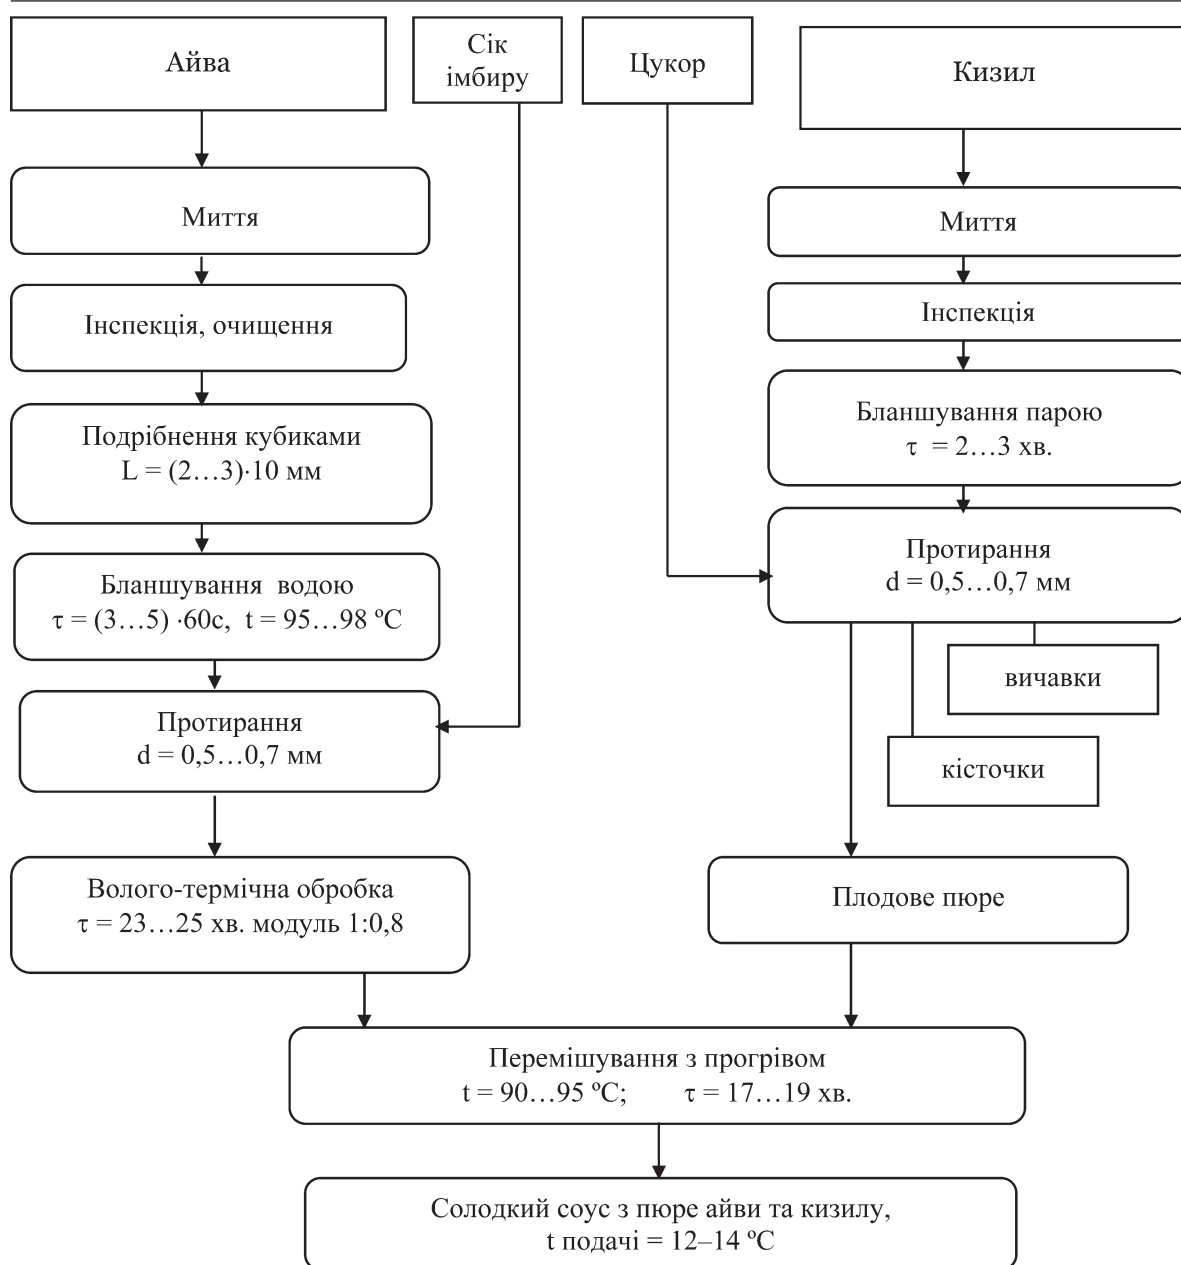 Айва
Сік
імбиру
Цукор
Кизил
Миття
Інспекція, очищення
Подрібнення кубиками
L = (2…3)·10 мм
Бланшування водою
τ = (3…5) ·60с, t = 95…98 ºС
Протирання
d = 0,5…0,7 мм
Волого-термічна обробка
τ = 23…25 хв. модуль 1:0,8
Миття
Інспекція
Бланшування парою
τ = 2…3 хв.
Протирання
d = 0,5…0,7 мм
вичавки
кісточки
Плодове пюре
Перемішування з прогрівом
t = 90…95 ºС; τ = 17…19 хв.
Солодкий соус з пюре айви та кизилу,
t подачі = 12–14 ºС